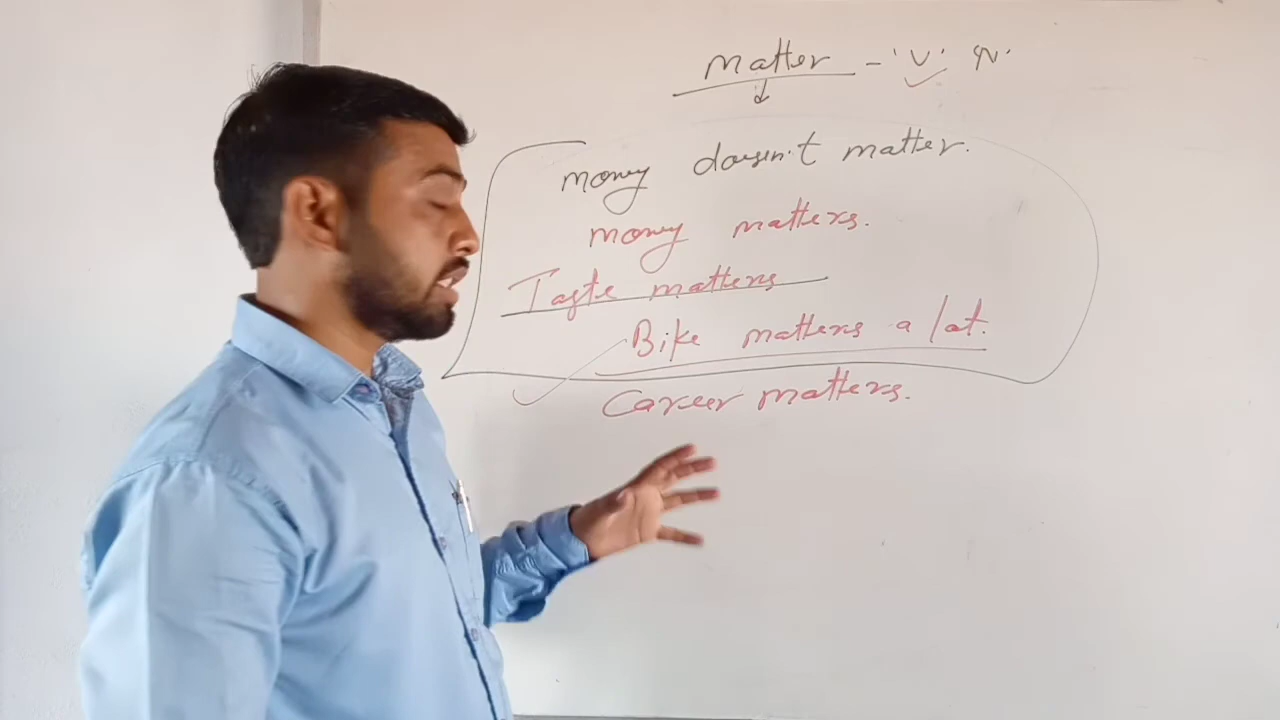 matter - 'V' 'N'
money doesn't matter.
money matters.
Taste matters
Bike matters a lot.
Career matters.